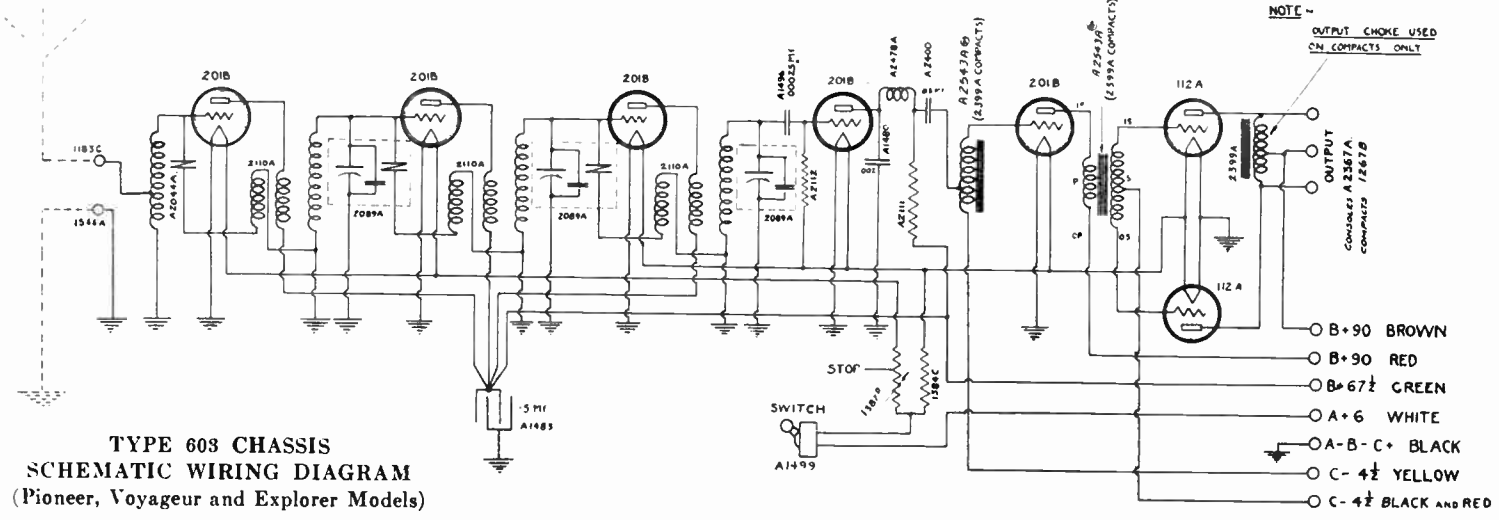 NOTE -
OUTPUT CHOKE USED
ON COMPACTS ONLY
201B
201B
201B
A1496
.00025 Mf
201B
A2478A
A2400
A2543A
(2399A COMPACTS)
201B
A2543A
(2399A COMPACTS)
112A
1183C
1546A
A2044A
2110A
2089A
2110A
2089A
2110A
2089A
A2112
A1480
.002
A2111
1P
P
CP
1S
S
OS
2399A
OUTPUT
CONSOLES A2367A
COMPACTS 1267B
112A
STOP
1384C
SWITCH
A1499
.5 Mf
A1483
B+90 BROWN
B+90 RED
B+67½ GREEN
A+6 WHITE
A-B-C+ BLACK
C-4½ YELLOW
C-4½ BLACK AND RED
TYPE 603 CHASSIS
SCHEMATIC WIRING DIAGRAM
(Pioneer, Voyageur and Explorer Models)